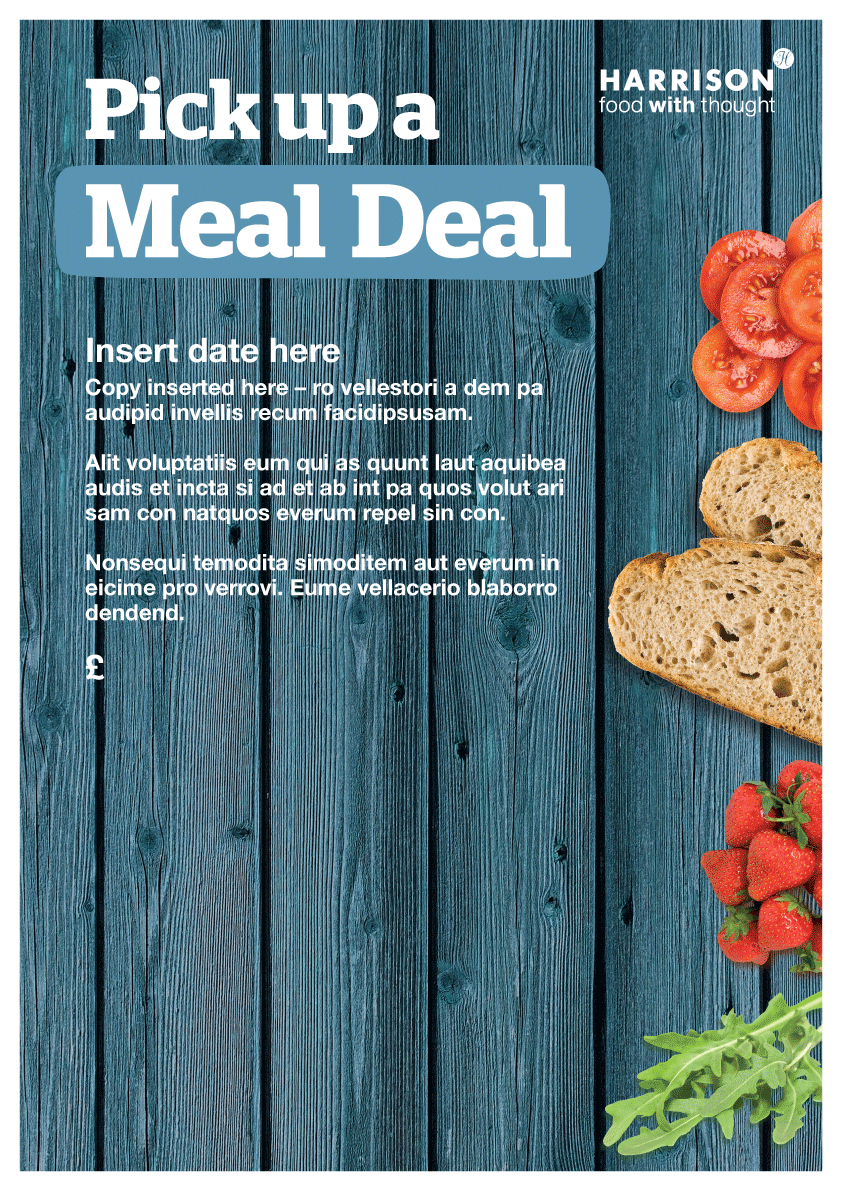 Pick up a
HARRISON
H
food with thought
Meal Deal
Insert date here
Copy inserted here – ro vellestori a dem pa
audipid invellis recum facidipsusam.
Alit voluptatiis eum qui as quunt laut aquibea
audis et incta si ad et ab int pa quos volut ari
sam con natquos everum repel sin con.
Nonsequi temodita simoditem aut everum in
eicime pro verrovi. Eume vellacerio blaborro
dendend.
£